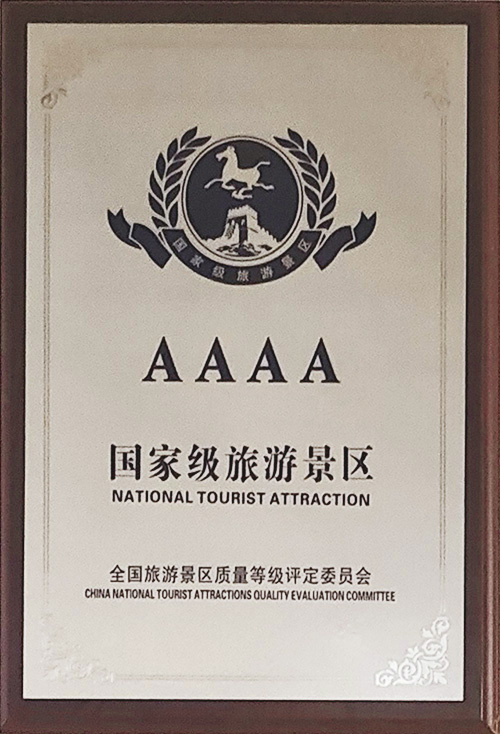 国家级旅游景区
AAAA
国家级旅游景区
NATIONAL TOURIST ATTRACTION
全国旅游景区质量等级评定委员会
CHINA NATIONAL TOURIST ATTRACTIONS QUALITY EVALUATION COMMITTEE